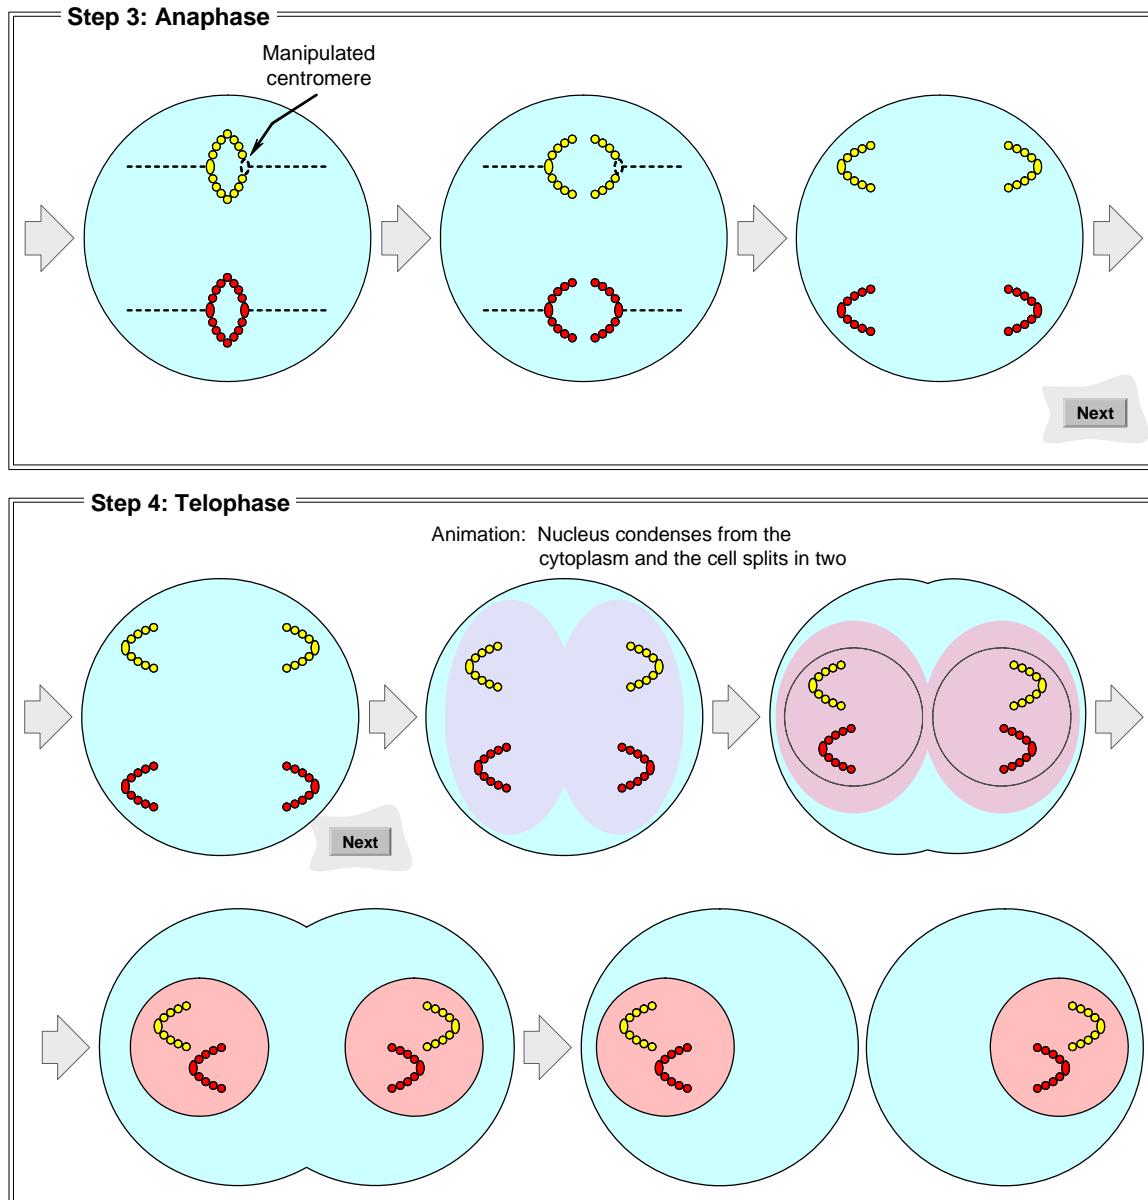 Step 3: Anaphase
Manipulated
centromere
Next
Step 4: Telophase
Animation: Nucleus condenses from the
cytoplasm and the cell splits in two
Next